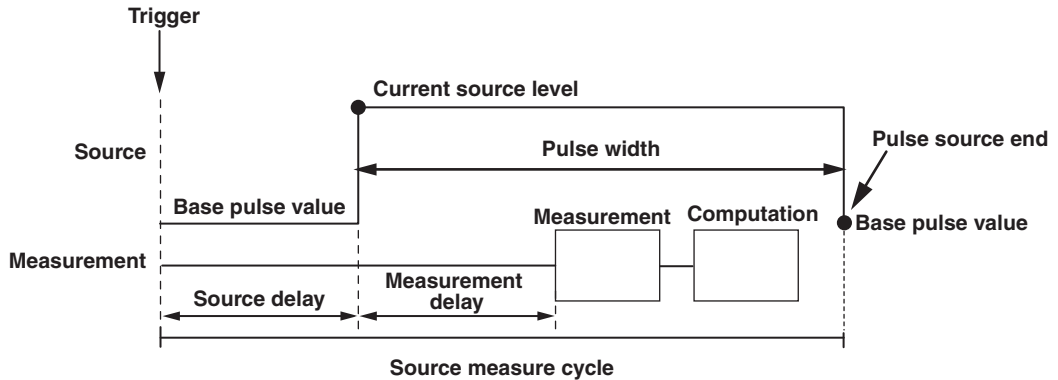 Trigger
Current source level
Source
Pulse width
Pulse source end
Base pulse value
Measurement
Computation
Base pulse value
Measurement
Source delay
Measurement
delay
Source measure cycle